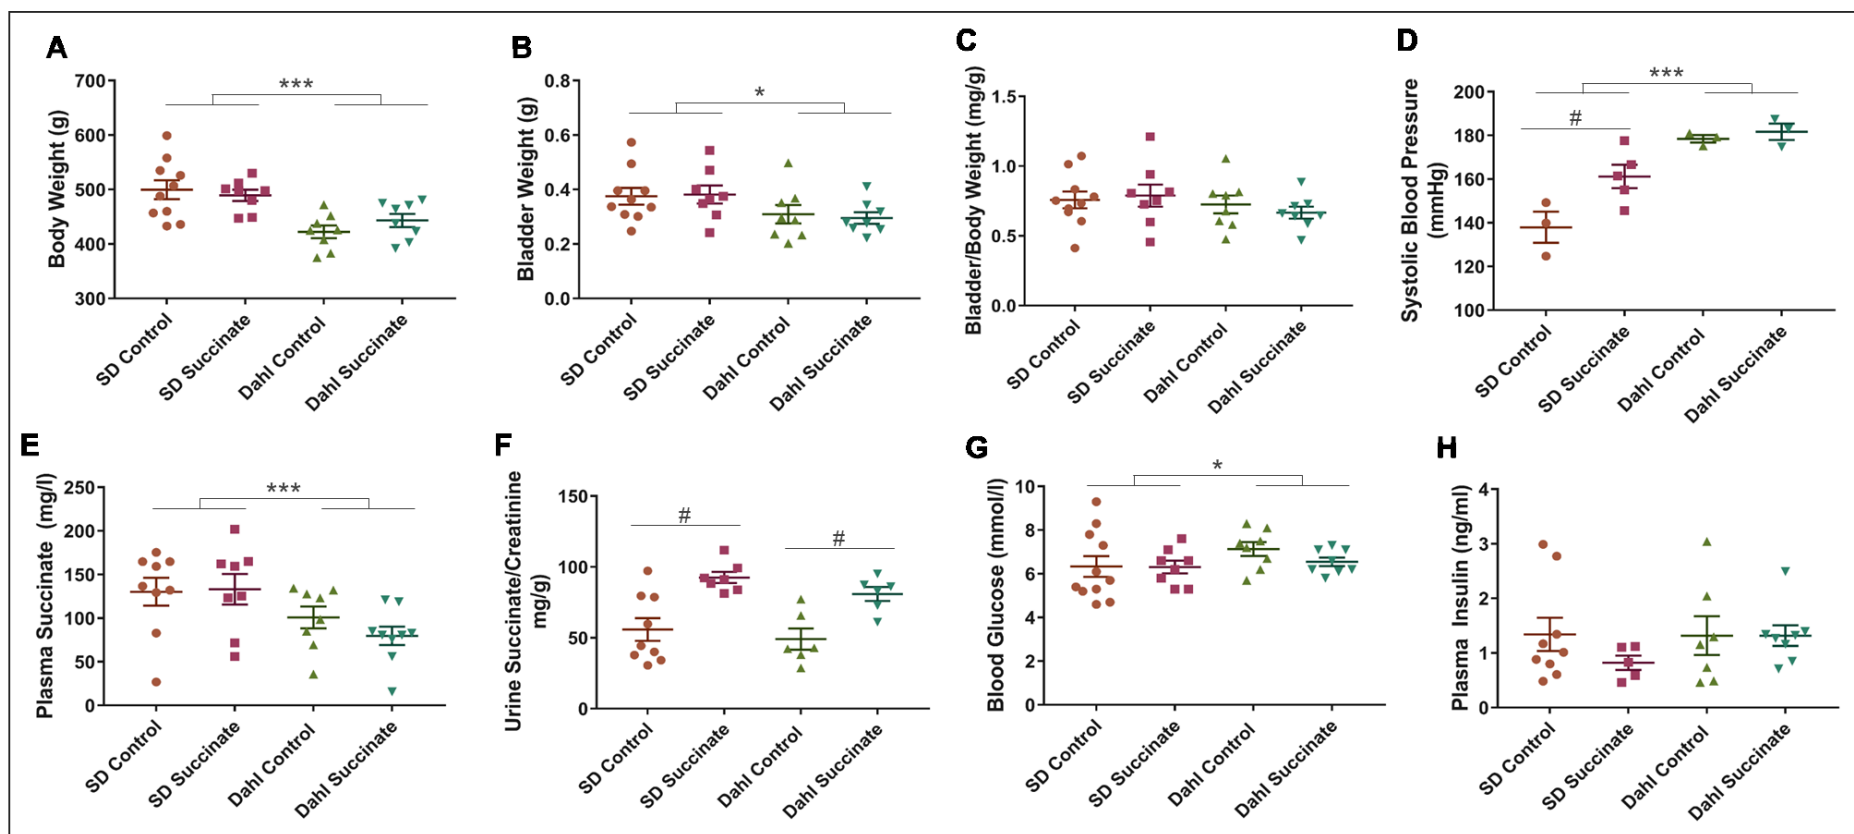 A
Body Weight (g)
700
600
500
400
300
***
SD Control
SD Succinate
Dahl Control
Dahl Succinate
B
Bladder Weight (g)
0.8
0.6
0.4
0.2
0.0
*
SD Control
SD Succinate
Dahl Control
Dahl Succinate
C
Bladder/Body Weight (mg/g)
1.5
1.0
0.5
0.0
SD Control
SD Succinate
Dahl Control
Dahl Succinate
D
Systolic Blood Pressure
(mmHg)
200
180
160
140
120
100
***
#
SD Control
SD Succinate
Dahl Control
Dahl Succinate
E
Plasma Succinate (mg/l)
250
200
150
100
50
0
***
SD Control
SD Succinate
Dahl Control
Dahl Succinate
F
Urine Succinate/Creatinine
mg/g)
150
100
50
0
#
#
SD Control
SD Succinate
Dahl Control
Dahl Succinate
G
Blood Glucose (mmol/l)
10
8
6
4
2
0
*
SD Control
SD Succinate
Dahl Control
Dahl Succinate
H
Plasma Insulin (ng/ml)
4
3
2
1
0
SD Control
SD Succinate
Dahl Control
Dahl Succinate